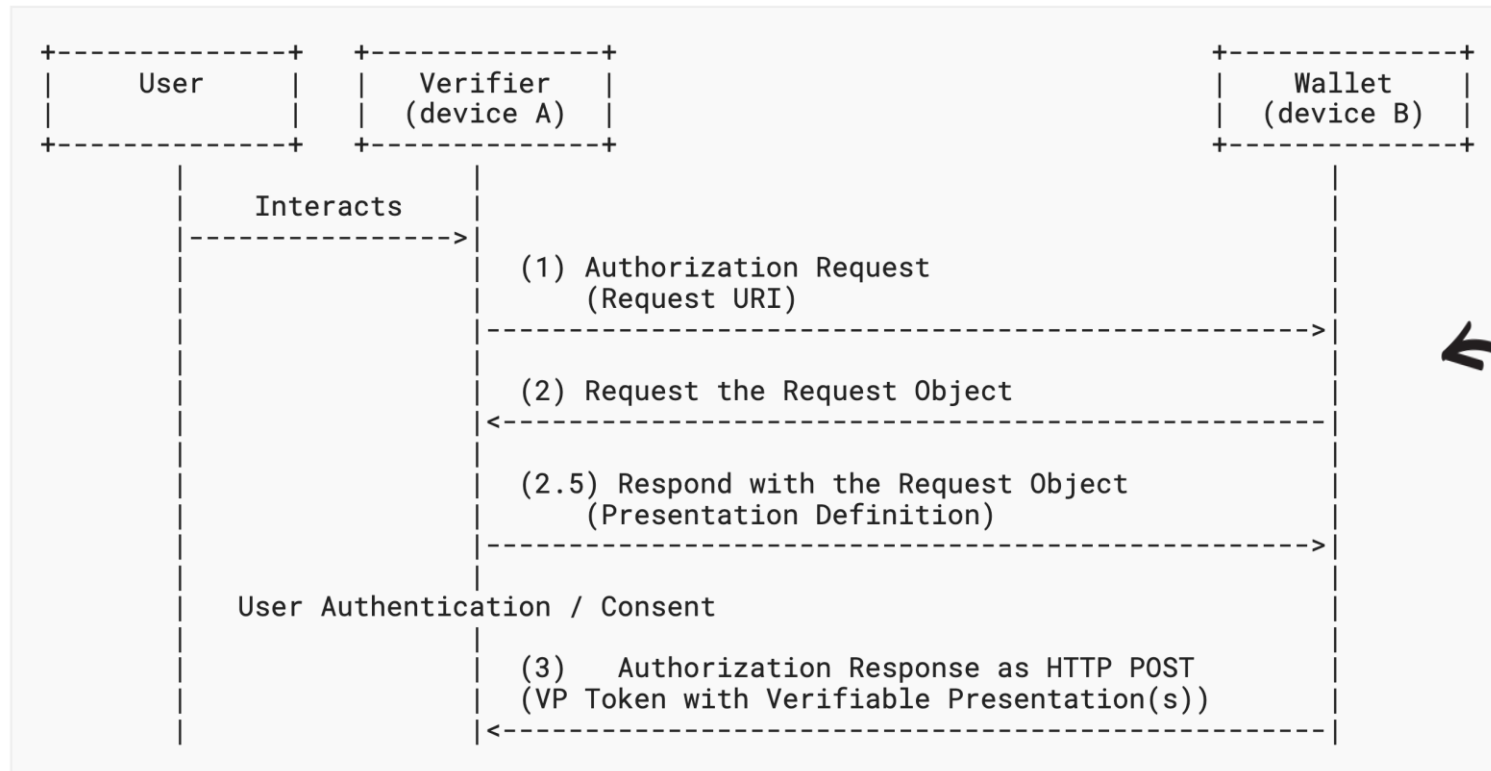 User Verifier Wallet
(device A) (device B)
Interacts
(1) Authorization Request
(Request URI)
(2) Request the Request Object
(2.5) Respond with the Request Object
(Presentation Definition)
User Authentication / Consent
(3) Authorization Response as HTTP POST
(VP Token with Verifiable Presentation(s))